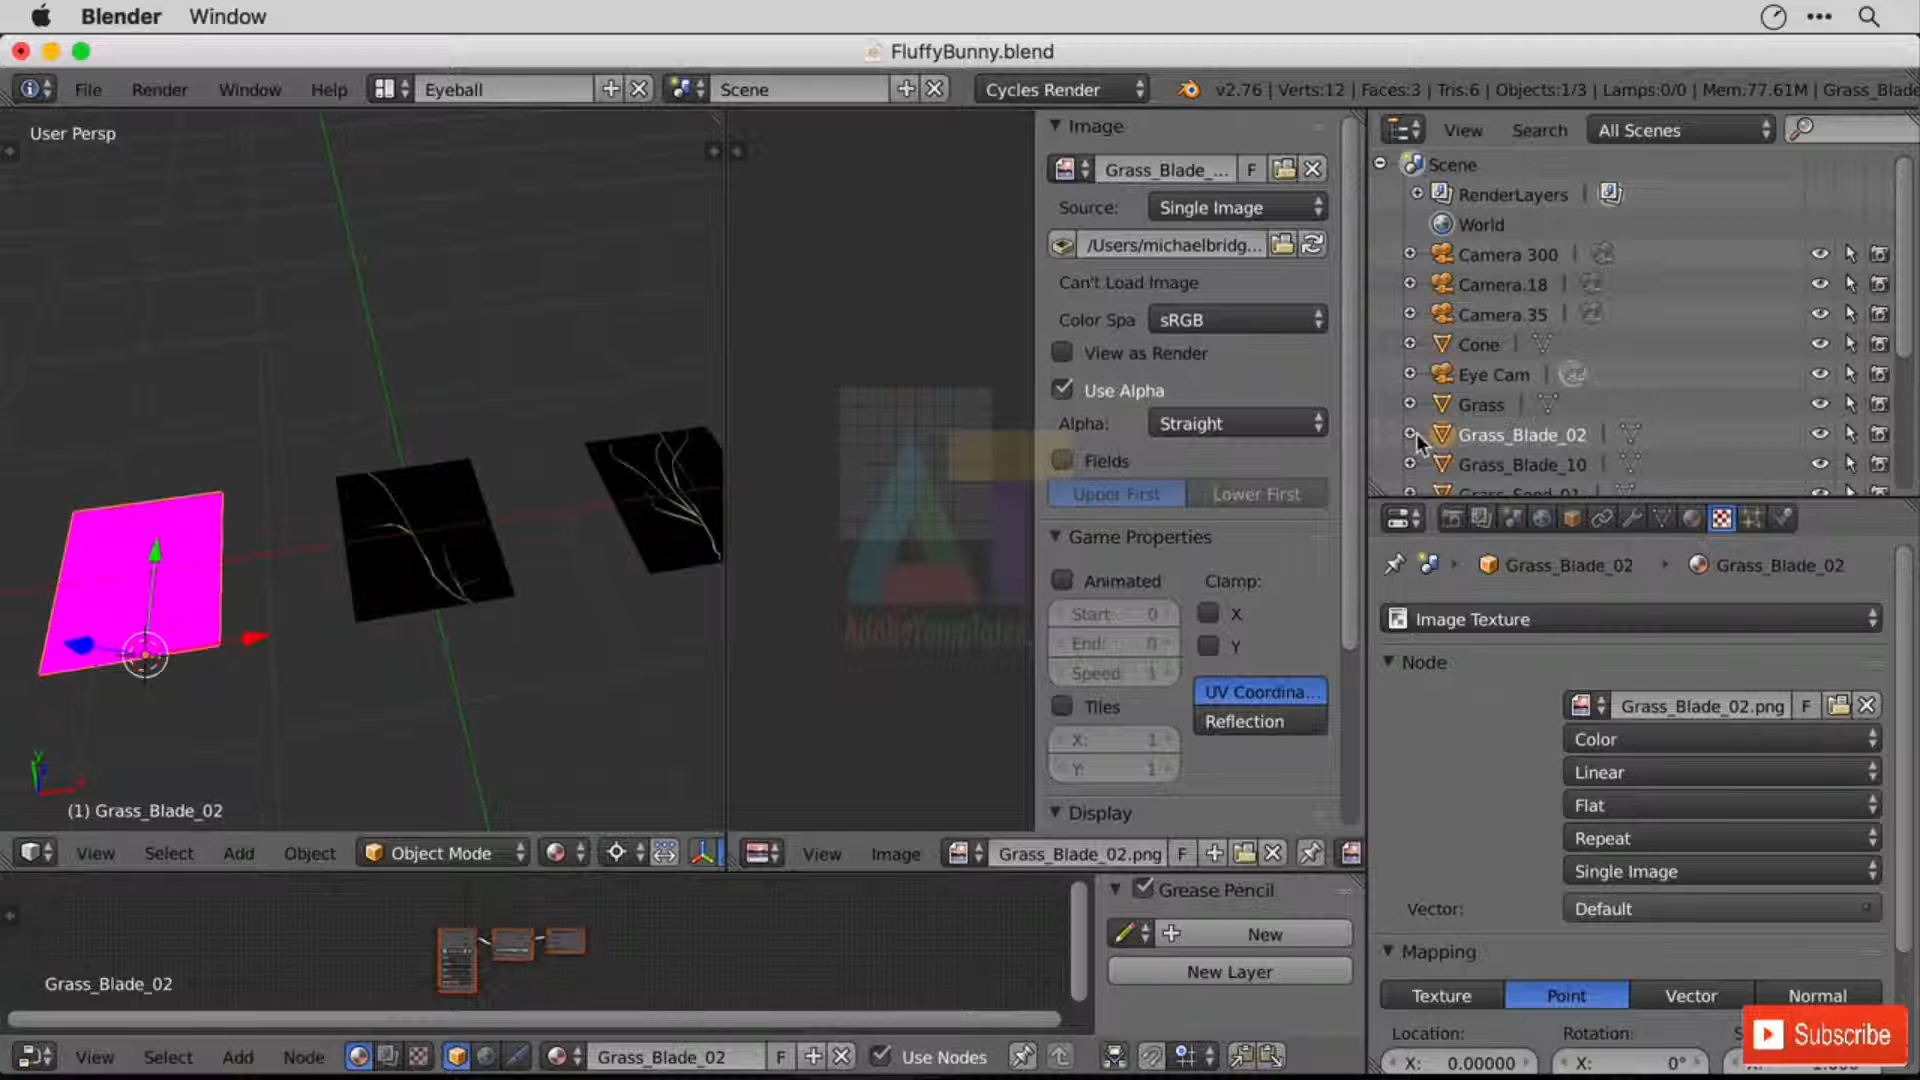 Blender Window
FluffyBunny.blend
File Render Window Help Eyeball Scene Cycles Render v2.76 | Verts:12 | Faces:3 | Tris:6 | Objects:1/3 | Lamps:0/0 | Mem:77.61M | Grass_Blade
User Persp
(1) Grass_Blade_02
View Select Add Object Object Mode
Image
Grass_Blade_... F
Source: Single Image
/Users/michaelbridg...
Can't Load Image
Color Spa sRGB
View as Render
Use Alpha
Alpha: Straight
Fields
Upper First Lower First
Game Properties
Animated Clamp:
Start: 0 X
End: 0 Y
Speed: 1
Tiles
UV Coordina...
Reflection
X: 1
Y: 1
Display
AdobeTemplates
View Image Grass_Blade_02.png F
View Search All Scenes
Scene
RenderLayers
World
Camera 300
Camera.18
Camera.35
Cone
Eye Cam
Grass
Grass_Blade_02
Grass_Blade_10
Grass_Seed_01
Grass_Blade_02 Grass_Blade_02
Image Texture
Node
Grass_Blade_02.png F
Color
Linear
Flat
Repeat
Single Image
Vector: Default
Mapping
Texture Point Vector Normal
Location: Rotation:
X: 0.00000 X: 0°
Subscribe
Grass_Blade_02
Grease Pencil
New
New Layer
View Select Add Node Grass_Blade_02 F Use Nodes